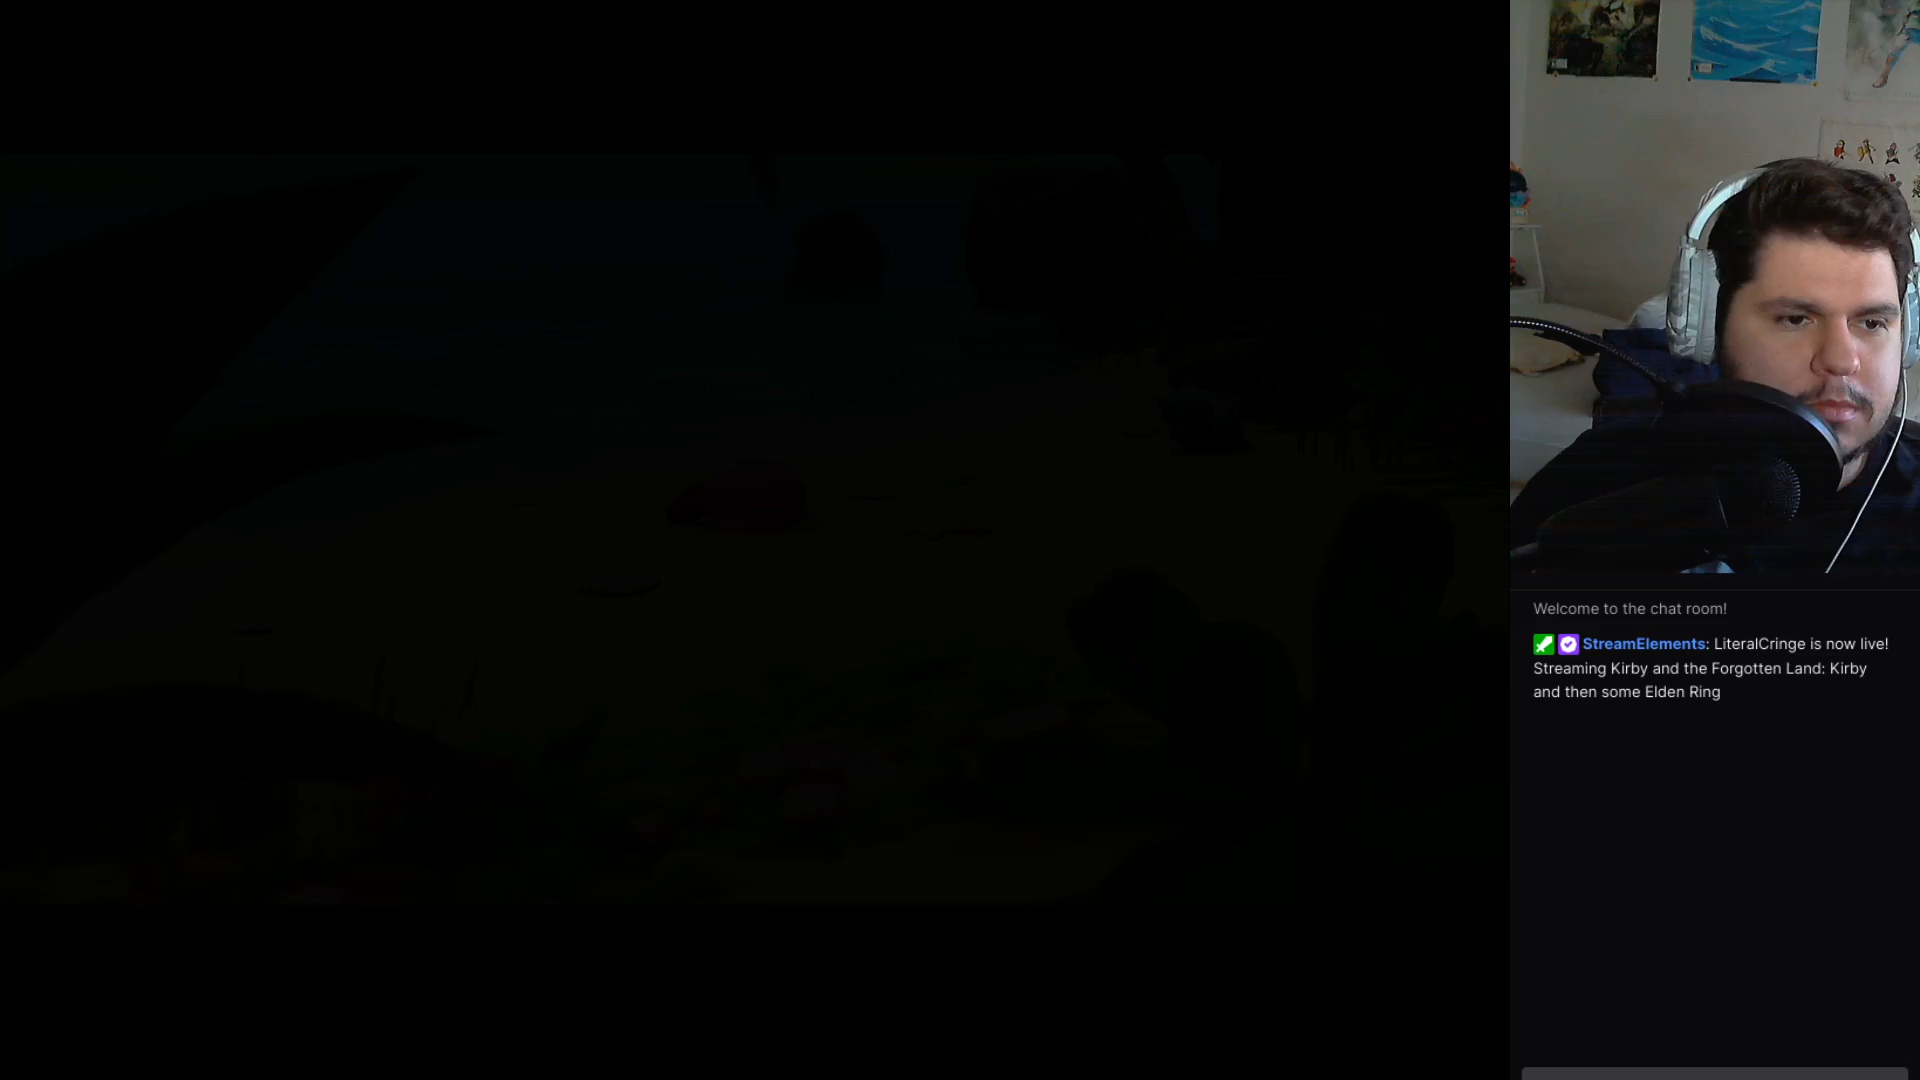 Welcome to the chat room!
StreamElements: LiteralCringe is now live!
Streaming Kirby and the Forgotten Land: Kirby
and then some Elden Ring